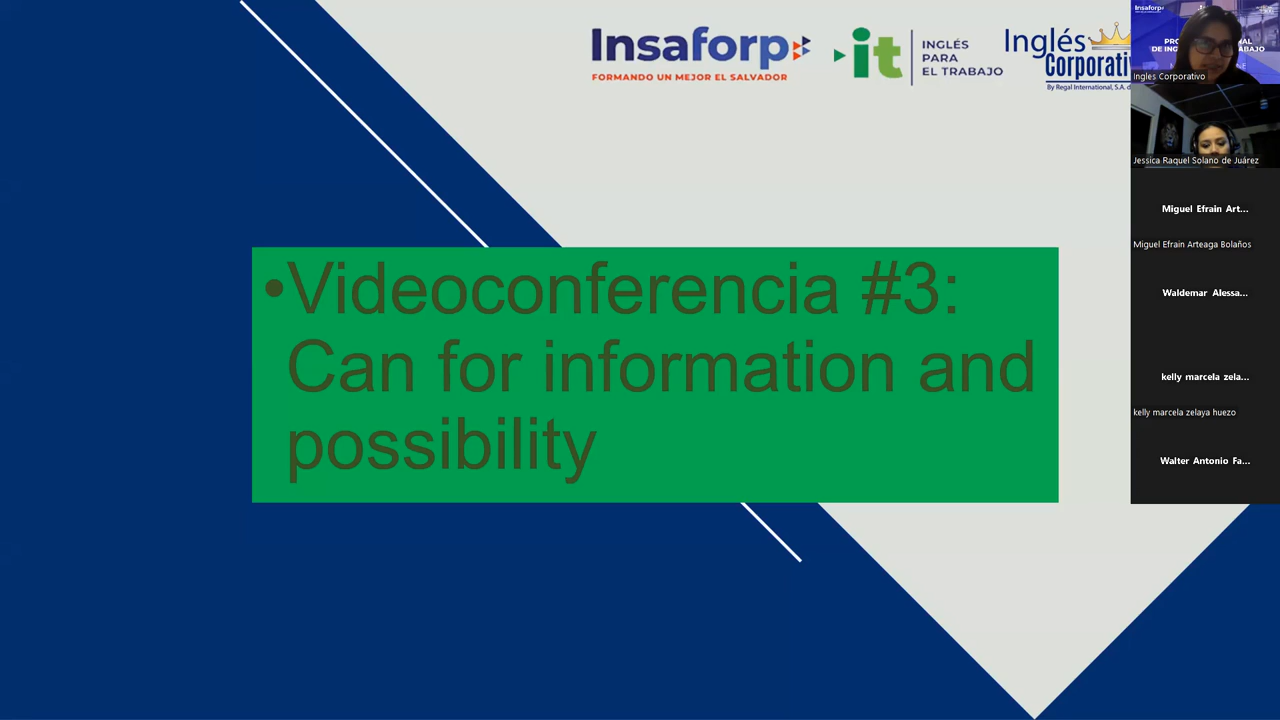 Insaforp
FORMANDO UN MEJOR EL SALVADOR
it
INGLÉS
PARA
EL TRABAJO
Inglés
Corporativ
By Regal International, S.A. d
•Videoconferencia #3:
Can for information and
possibility
Insaforp
Ingles Corporativo
Jessica Raquel Solano de Juárez
Miguel Efrain Art...
Miguel Efrain Arteaga Bolaños
Waldemar Alessa...
kelly marcela zela...
kelly marcela zelaya huezo
Walter Antonio Fa...